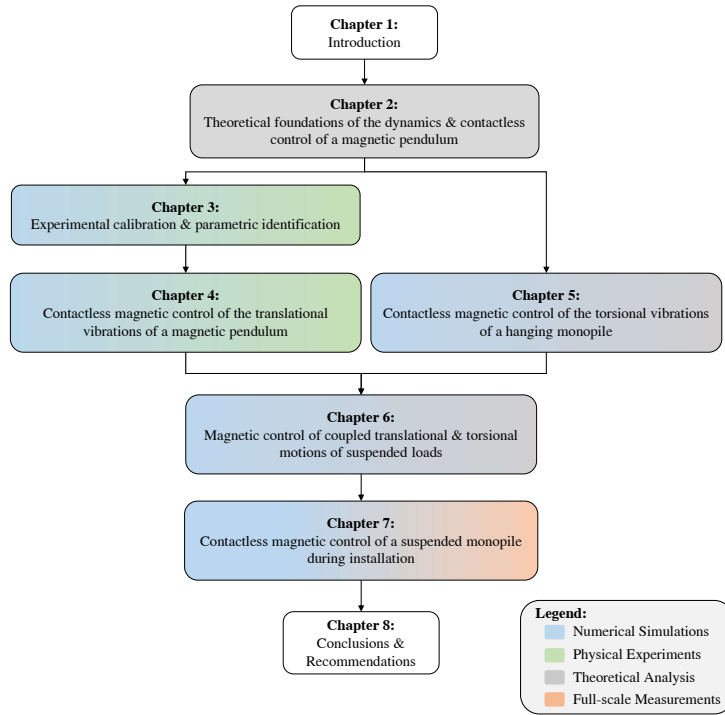 Chapter 1:
Introduction
Chapter 2:
Theoretical foundations of the dynamics & contactless
control of a magnetic pendulum
Chapter 3:
Experimental calibration & parametric identification
Chapter 4:
Contactless magnetic control of the translational
vibrations of a magnetic pendulum
Chapter 5:
Contactless magnetic control of the torsional vibrations
of a hanging monopile
Chapter 6:
Magnetic control of coupled translational & torsional
motions of suspended loads
Chapter 7:
Contactless magnetic control of a suspended monopile
during installation
Chapter 8:
Conclusions &
Recommendations
Legend:
Numerical Simulations
Physical Experiments
Theoretical Analysis
Full-scale Measurements